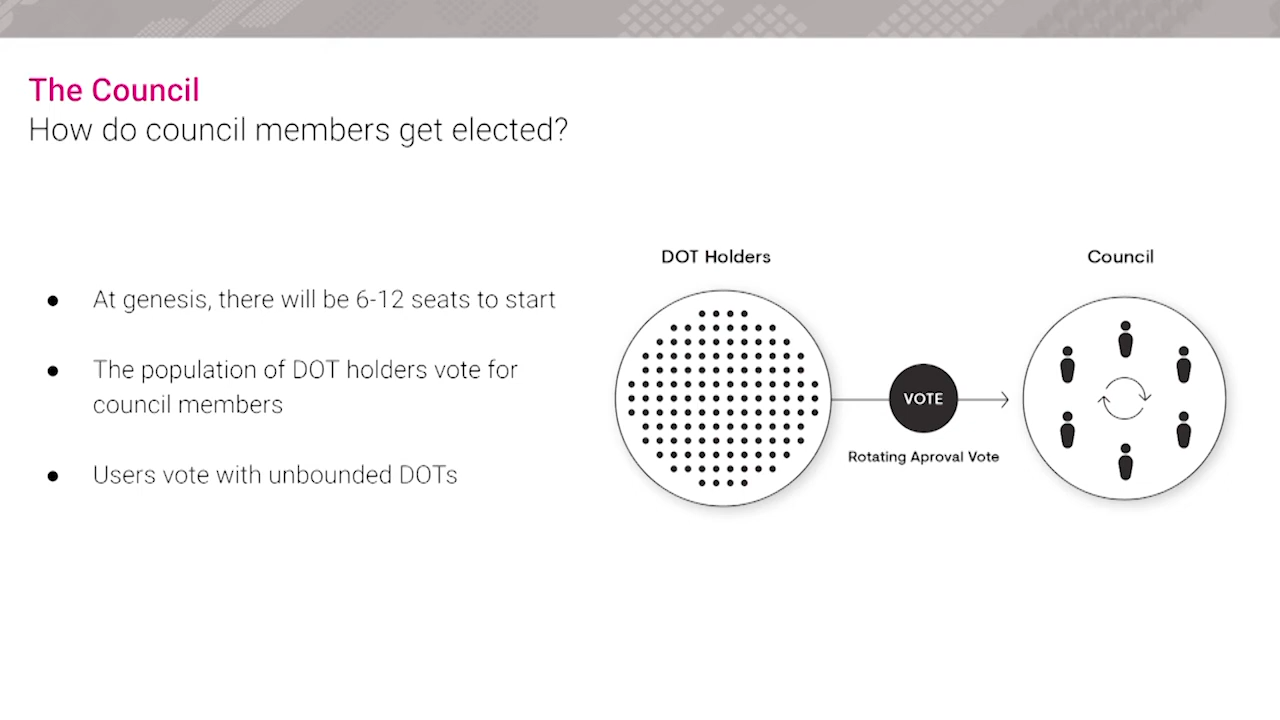 The Council
How do council members get elected?
● At genesis, there will be 6-12 seats to start
● The population of DOT holders vote for
council members
● Users vote with unbounded DOTs
DOT Holders
VOTE
Rotating Aproval Vote
Council